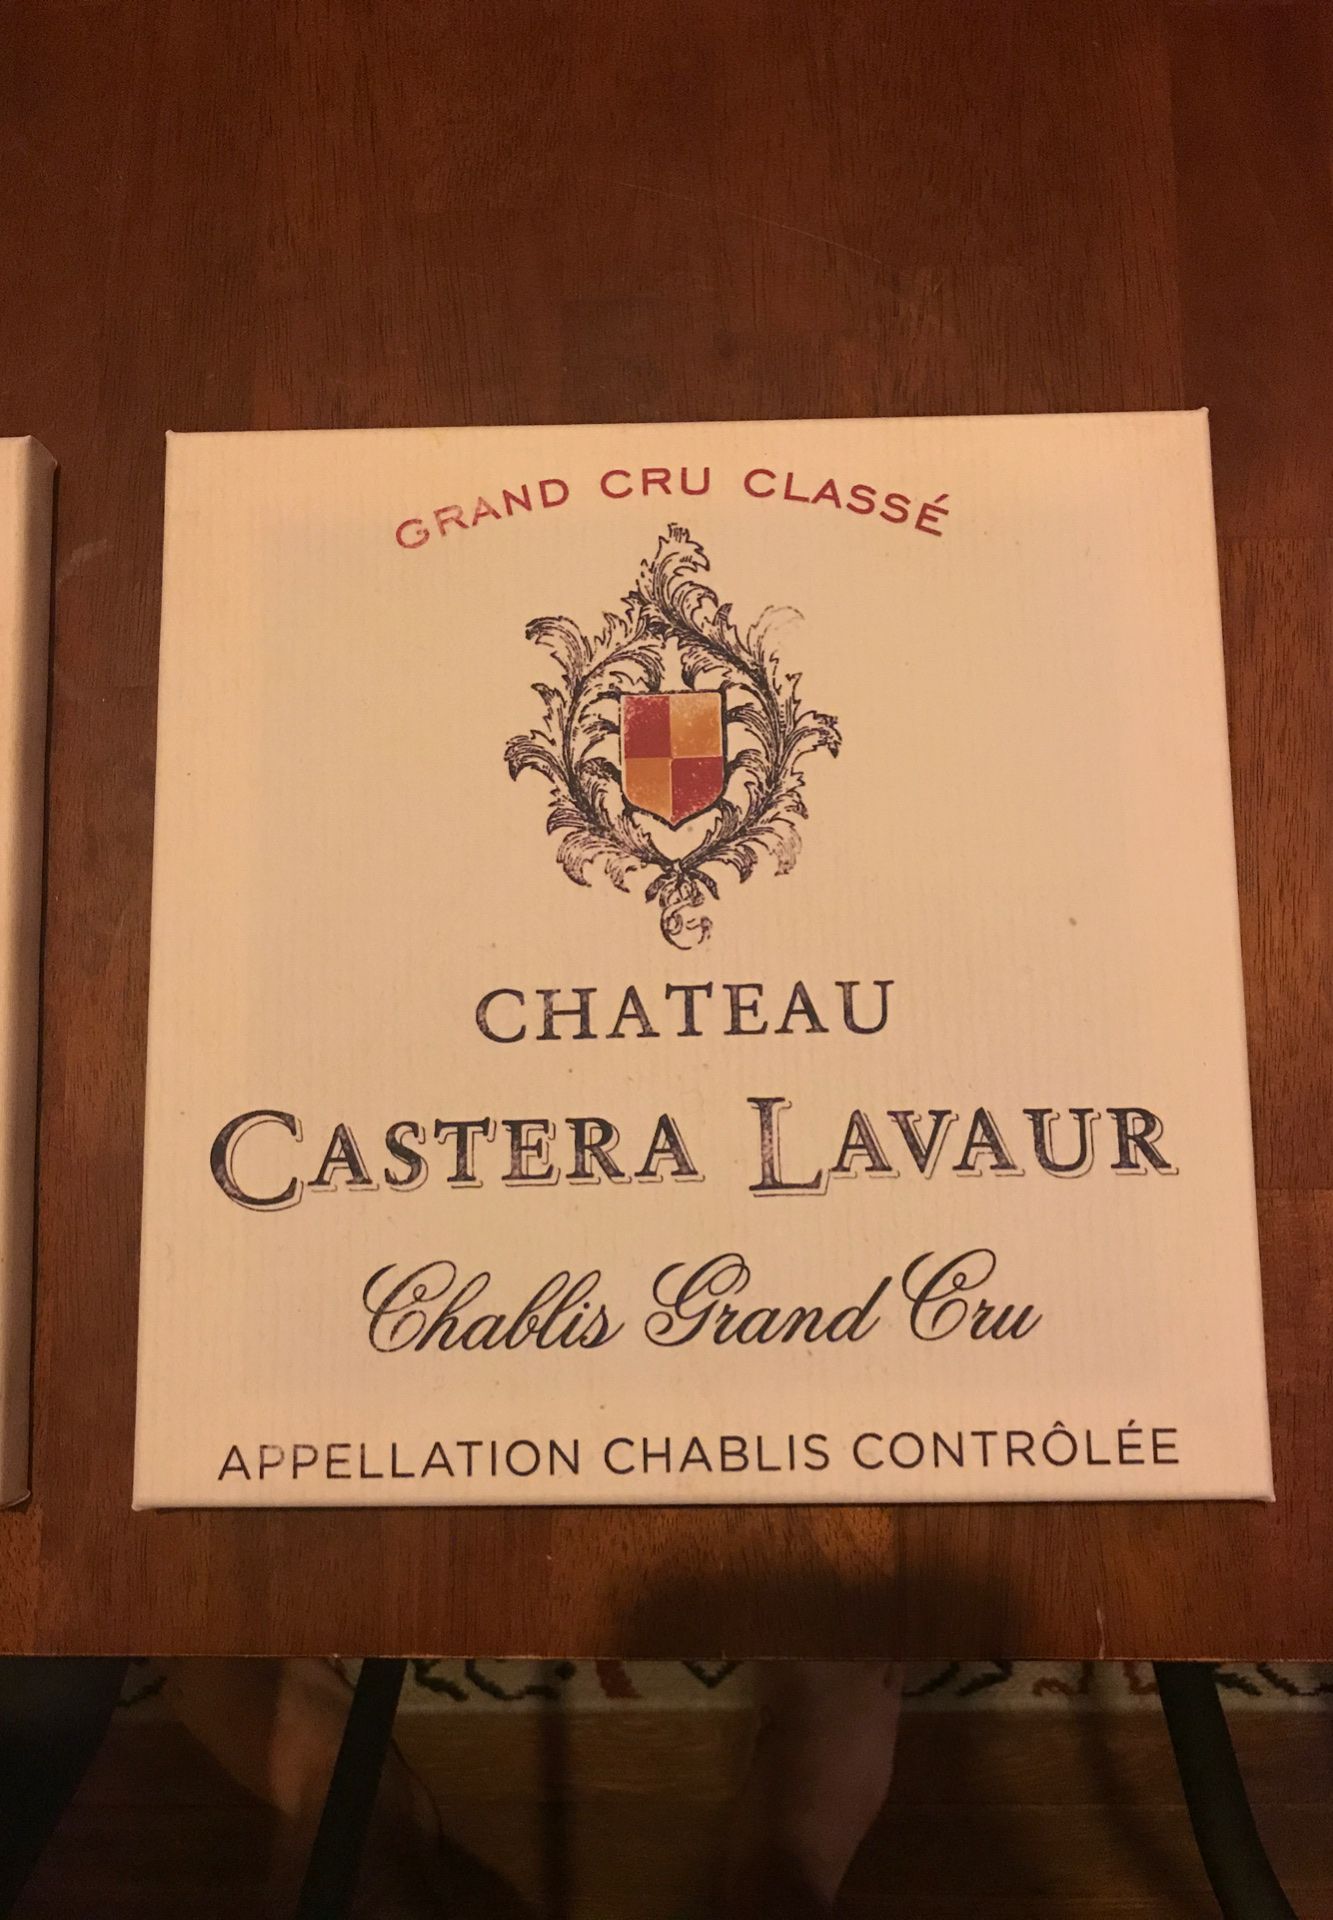 GRAND CRU CLASSÉ
CHATEAU
CASTERA LAVAUR
Chablis Grand Cru
APPELLATION CHABLIS CONTRÔLÉE